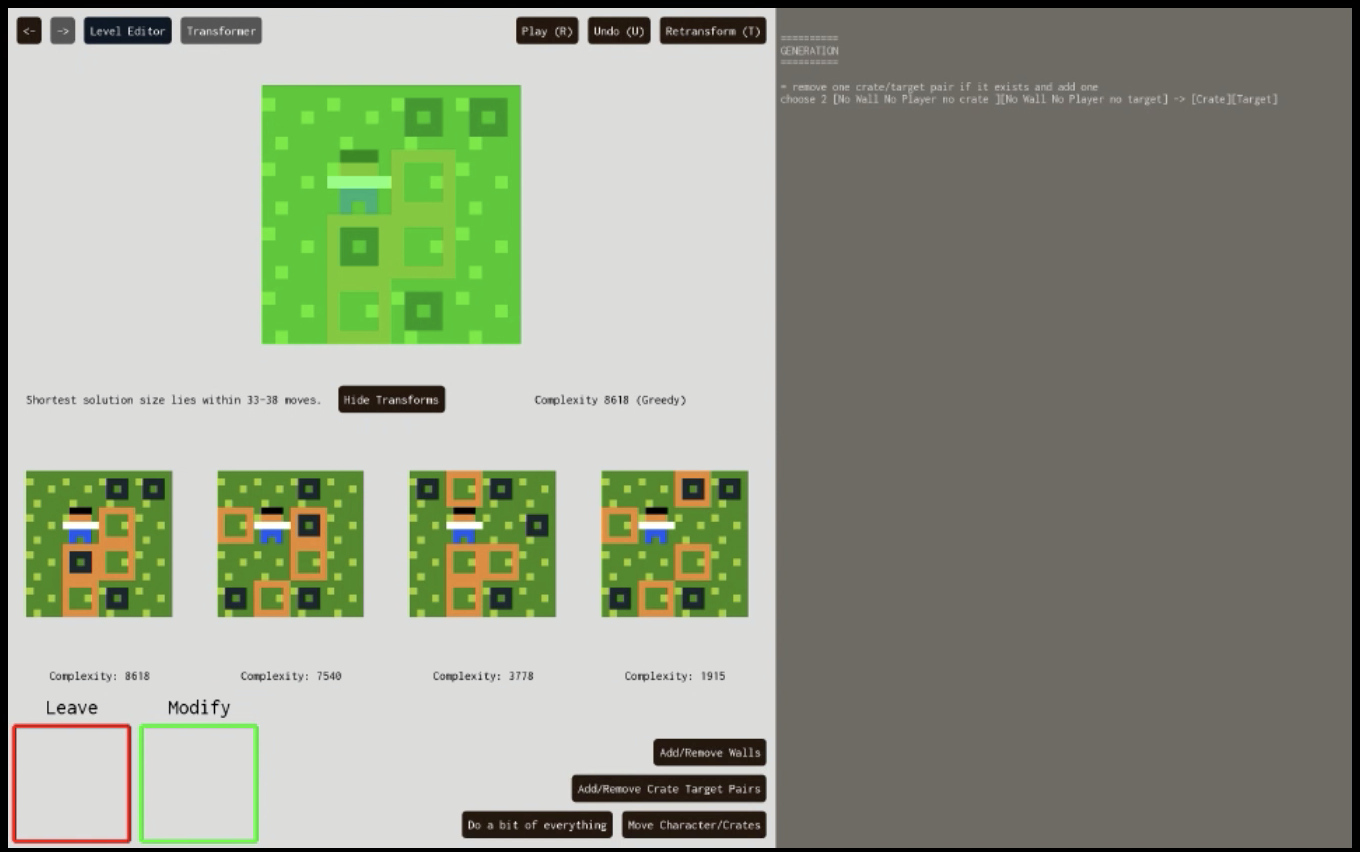 <- -> Level Editor Transformer Play (R) Undo (U) Retransform (T)
Shortest solution size lies within 33-38 moves. Hide Transforms Complexity 8618 (Greedy)
Complexity: 8618 Complexity: 7540 Complexity: 3778 Complexity: 1915
Leave Modify
Add/Remove Walls
Add/Remove Crate Target Pairs
Do a bit of everything Move Character/Crates
==========
GENERATION
==========
= remove one crate/target pair if it exists and add one
choose 2 [No Wall No Player no crate ][No Wall No Player no target] -> [Crate][Target]